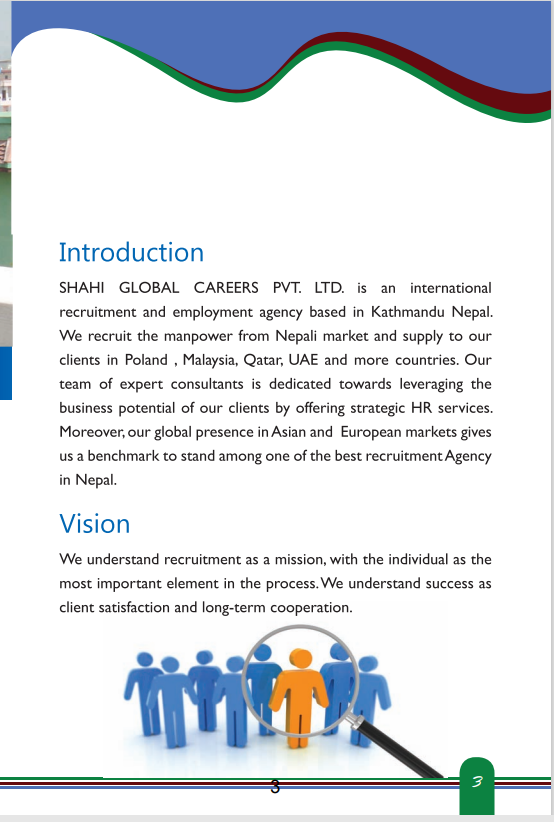 Introduction
SHAHI GLOBAL CAREERS PVT. LTD. is an international
recruitment and employment agency based in Kathmandu Nepal.
We recruit the manpower from Nepali market and supply to our
clients in Poland , Malaysia, Qatar, UAE and more countries. Our
team of expert consultants is dedicated towards leveraging the
business potential of our clients by offering strategic HR services.
Moreover, our global presence in Asian and  European markets gives
us a benchmark to stand among one of the best recruitment Agency
in Nepal.
Vision
We understand recruitment as a mission, with the individual as the
most important element in the process. We understand success as
client satisfaction and long-term cooperation.
3
3